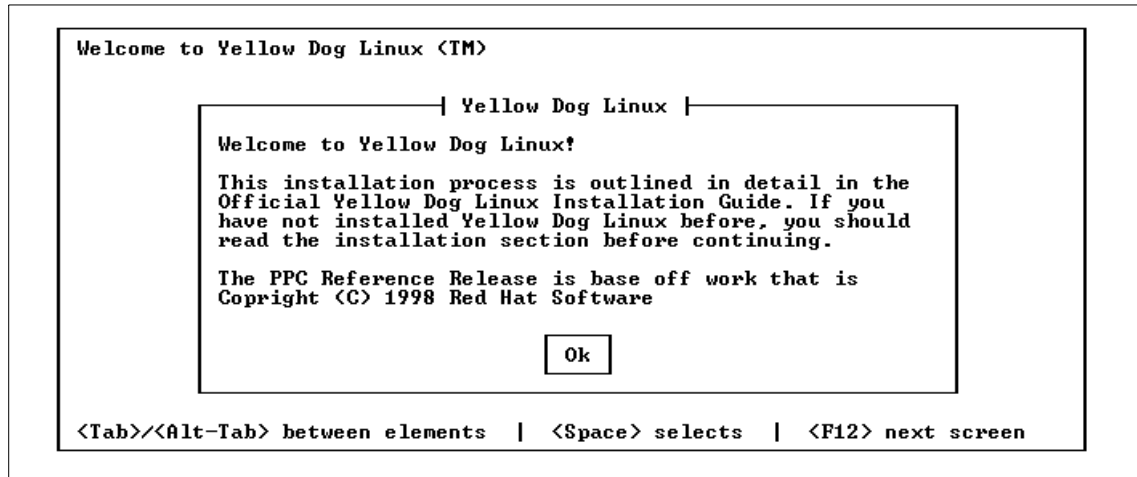 Welcome to Yellow Dog Linux (TM)
Yellow Dog Linux
Welcome to Yellow Dog Linux!
This installation process is outlined in detail in the
Official Yellow Dog Linux Installation Guide. If you
have not installed Yellow Dog Linux before, you should
read the installation section before continuing.
The PPC Reference Release is base off work that is
Copright (C) 1998 Red Hat Software
Ok
<Tab>/<Alt-Tab> between elements | <Space> selects | <F12> next screen